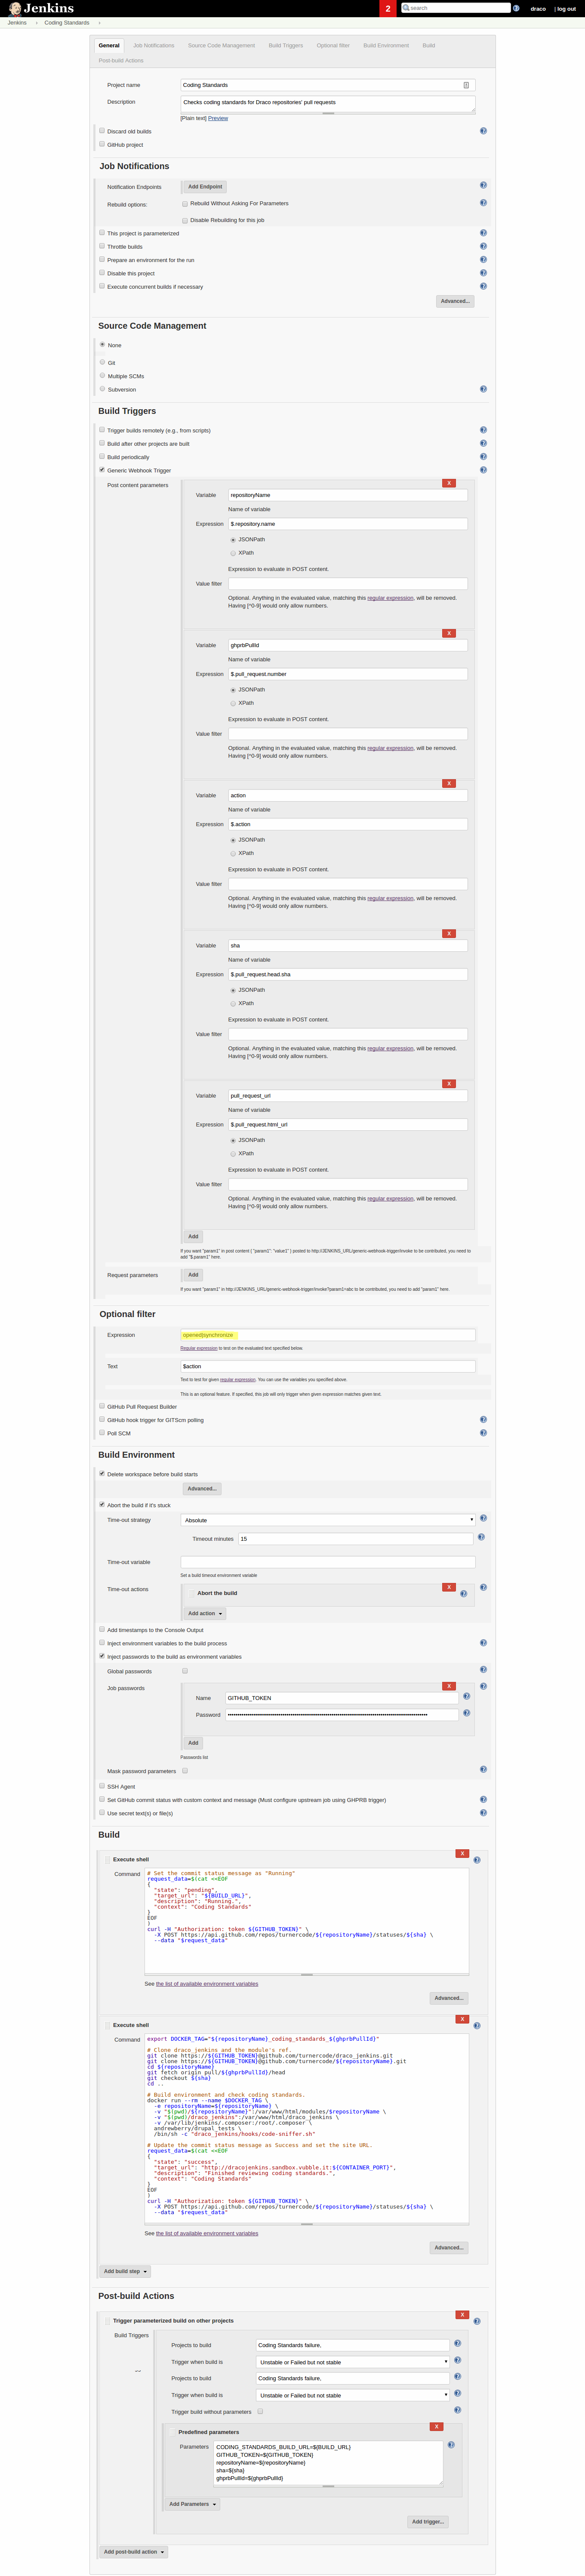 Jenkins
2
search
draco
| log out
Jenkins › Coding Standards ›
General
Job Notifications
Source Code Management
Build Triggers
Optional filter
Build Environment
Build
Post-build Actions
Project name
Coding Standards
Description
Checks coding standards for Draco repositories' pull requests
[Plain text] Preview
Discard old builds
GitHub project
Job Notifications
Notification Endpoints
Add Endpoint
Rebuild options:
Rebuild Without Asking For Parameters
Disable Rebuilding for this job
This project is parameterized
Throttle builds
Prepare an environment for the run
Disable this project
Execute concurrent builds if necessary
Advanced...
Source Code Management
None
Git
Multiple SCMs
Subversion
Build Triggers
Trigger builds remotely (e.g., from scripts)
Build after other projects are built
Build periodically
Generic Webhook Trigger
Post content parameters
X
Variable
repositoryName
Name of variable
Expression
$.repository.name
JSONPath
XPath
Expression to evaluate in POST content.
Value filter
Optional. Anything in the evaluated value, matching this regular expression, will be removed.
Having [^0-9] would only allow numbers.
X
Variable
ghprbPullId
Name of variable
Expression
$.pull_request.number
JSONPath
XPath
Expression to evaluate in POST content.
Value filter
Optional. Anything in the evaluated value, matching this regular expression, will be removed.
Having [^0-9] would only allow numbers.
X
Variable
action
Name of variable
Expression
$.action
JSONPath
XPath
Expression to evaluate in POST content.
Value filter
Optional. Anything in the evaluated value, matching this regular expression, will be removed.
Having [^0-9] would only allow numbers.
X
Variable
sha
Name of variable
Expression
$.pull_request.head.sha
JSONPath
XPath
Expression to evaluate in POST content.
Value filter
Optional. Anything in the evaluated value, matching this regular expression, will be removed.
Having [^0-9] would only allow numbers.
X
Variable
pull_request_url
Name of variable
Expression
$.pull_request.html_url
JSONPath
XPath
Expression to evaluate in POST content.
Value filter
Optional. Anything in the evaluated value, matching this regular expression, will be removed.
Having [^0-9] would only allow numbers.
Add
If you want "param1" in post content { "param1": "value1" } posted to http://JENKINS_URL/generic-webhook-trigger/invoke to be contributed, you need to
add "$.param1" here.
Request parameters
Add
If you want "param1" in http://JENKINS_URL/generic-webhook-trigger/invoke?param1=abc to be contributed, you need to add "param1" here.
Optional filter
Expression
opened|synchronize
Regular expression to test on the evaluated text specified below.
Text
$action
Text to test for given regular expression. You can use the variables you specified above.
This is an optional feature. If specified, this job will only trigger when given expression matches given text.
GitHub Pull Request Builder
GitHub hook trigger for GITScm polling
Poll SCM
Build Environment
Delete workspace before build starts
Advanced...
Abort the build if it's stuck
Time-out strategy
Absolute
Timeout minutes
15
Time-out variable
Set a build timeout environment variable
Time-out actions
X
Abort the build
Add action
Add timestamps to the Console Output
Inject environment variables to the build process
Inject passwords to the build as environment variables
Global passwords
Job passwords
X
Name
GITHUB_TOKEN
Password
Add
Passwords list
Mask password parameters
SSH Agent
Set GitHub commit status with custom context and message (Must configure upstream job using GHPRB trigger)
Use secret text(s) or file(s)
Build
X
Execute shell
Command
# Set the commit status message as "Running"
request_data=$(cat <<EOF
{
"state": "pending",
"target_url": "${BUILD_URL}",
"description": "Running.",
"context": "Coding Standards"
}
EOF
)
curl -H "Authorization: token ${GITHUB_TOKEN}" \
-X POST https://api.github.com/repos/turnercode/${repositoryName}/statuses/${sha} \
--data "$request_data"
See the list of available environment variables
Advanced...
X
Execute shell
Command
export DOCKER_TAG="${repositoryName}_coding_standards_${ghprbPullId}"
# Clone draco_jenkins and the module's ref.
git clone https://${GITHUB_TOKEN}@github.com/turnercode/draco_jenkins.git
git clone https://${GITHUB_TOKEN}@github.com/turnercode/${repositoryName}.git
cd ${repositoryName}
git fetch origin pull/${ghprbPullId}/head
git checkout ${sha}
cd ..
# Build environment and check coding standards.
docker run --rm --name $DOCKER_TAG \
-e repositoryName=${repositoryName} \
-v "$(pwd)/${repositoryName}":/var/www/html/modules/$repositoryName \
-v "$(pwd)/draco_jenkins":/var/www/html/draco_jenkins \
-v /var/lib/jenkins/.composer:/root/.composer \
andrewberry/drupal_tests \
/bin/sh -c "draco_jenkins/hooks/code-sniffer.sh"
# Update the commit status message as Success and set the site URL.
request_data=$(cat <<EOF
{
"state": "success",
"target_url": "http://dracojenkins.sandbox.vubble.it:${CONTAINER_PORT}",
"description": "Finished reviewing coding standards.",
"context": "Coding Standards"
}
EOF
)
curl -H "Authorization: token ${GITHUB_TOKEN}" \
-X POST https://api.github.com/repos/turnercode/${repositoryName}/statuses/${sha} \
--data "$request_data"
See the list of available environment variables
Advanced...
Add build step
Post-build Actions
X
Trigger parameterized build on other projects
Build Triggers
Projects to build
Coding Standards failure,
Trigger when build is
Unstable or Failed but not stable
Projects to build
Coding Standards failure,
Trigger when build is
Unstable or Failed but not stable
Trigger build without parameters
X
Predefined parameters
Parameters
CODING_STANDARDS_BUILD_URL=${BUILD_URL}
GITHUB_TOKEN=${GITHUB_TOKEN}
repositoryName=${repositoryName}
sha=${sha}
ghprbPullId=${ghprbPullId}
Add Parameters
Add trigger...
Add post-build action